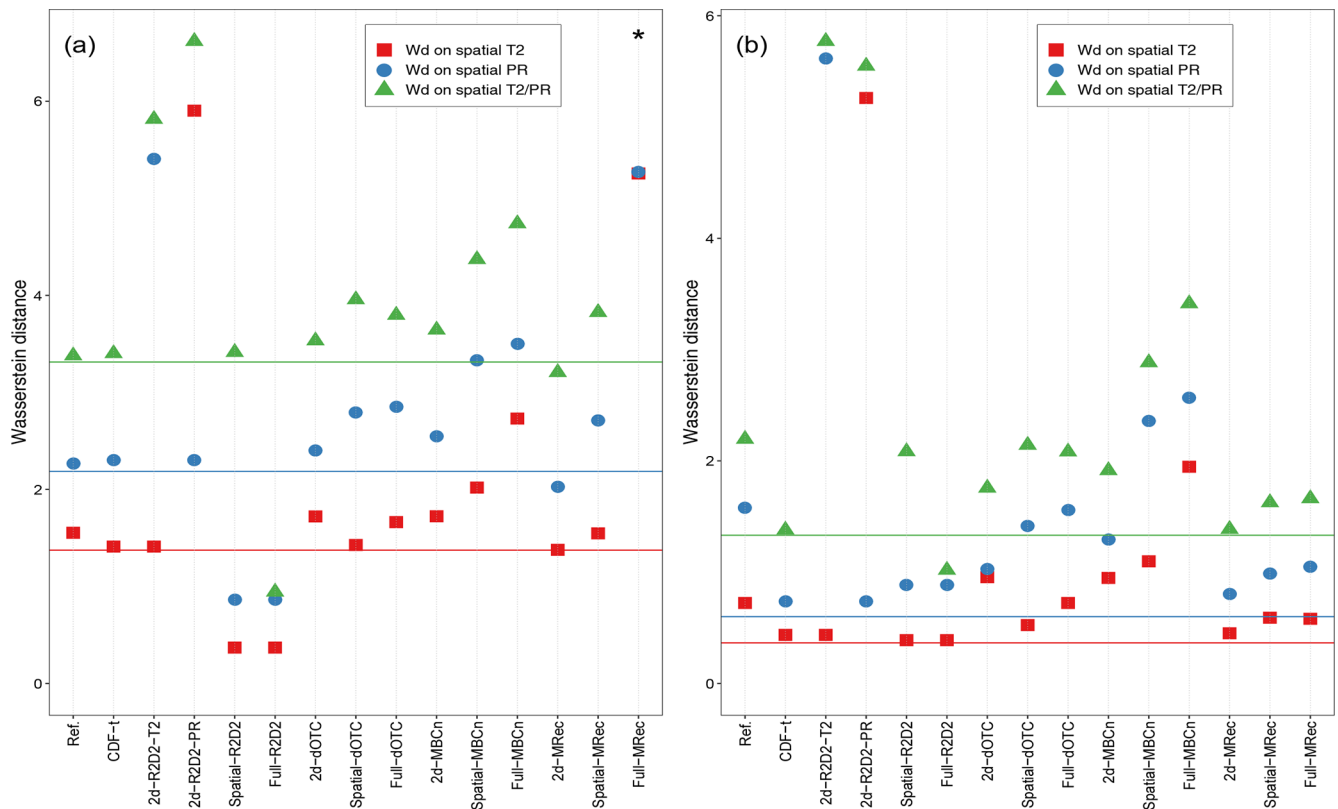 (a)
*
Wd on spatial T2
Wd on spatial PR
Wd on spatial T2/PR
Wasserstein distance
6
4
2
0
Ref.
CDF−t
2d−R2D2−T2
2d−R2D2−PR
Spatial−R2D2
Full−R2D2
2d−dOTC
Spatial−dOTC
Full−dOTC
2d−MBCn
Spatial−MBCn
Full−MBCn
2d−MRec
Spatial−MRec
Full−MRec
(b)
Wd on spatial T2
Wd on spatial PR
Wd on spatial T2/PR
Wasserstein distance
6
4
2
0
Ref.
CDF−t
2d−R2D2−T2
2d−R2D2−PR
Spatial−R2D2
Full−R2D2
2d−dOTC
Spatial−dOTC
Full−dOTC
2d−MBCn
Spatial−MBCn
Full−MBCn
2d−MRec
Spatial−MRec
Full−MRec